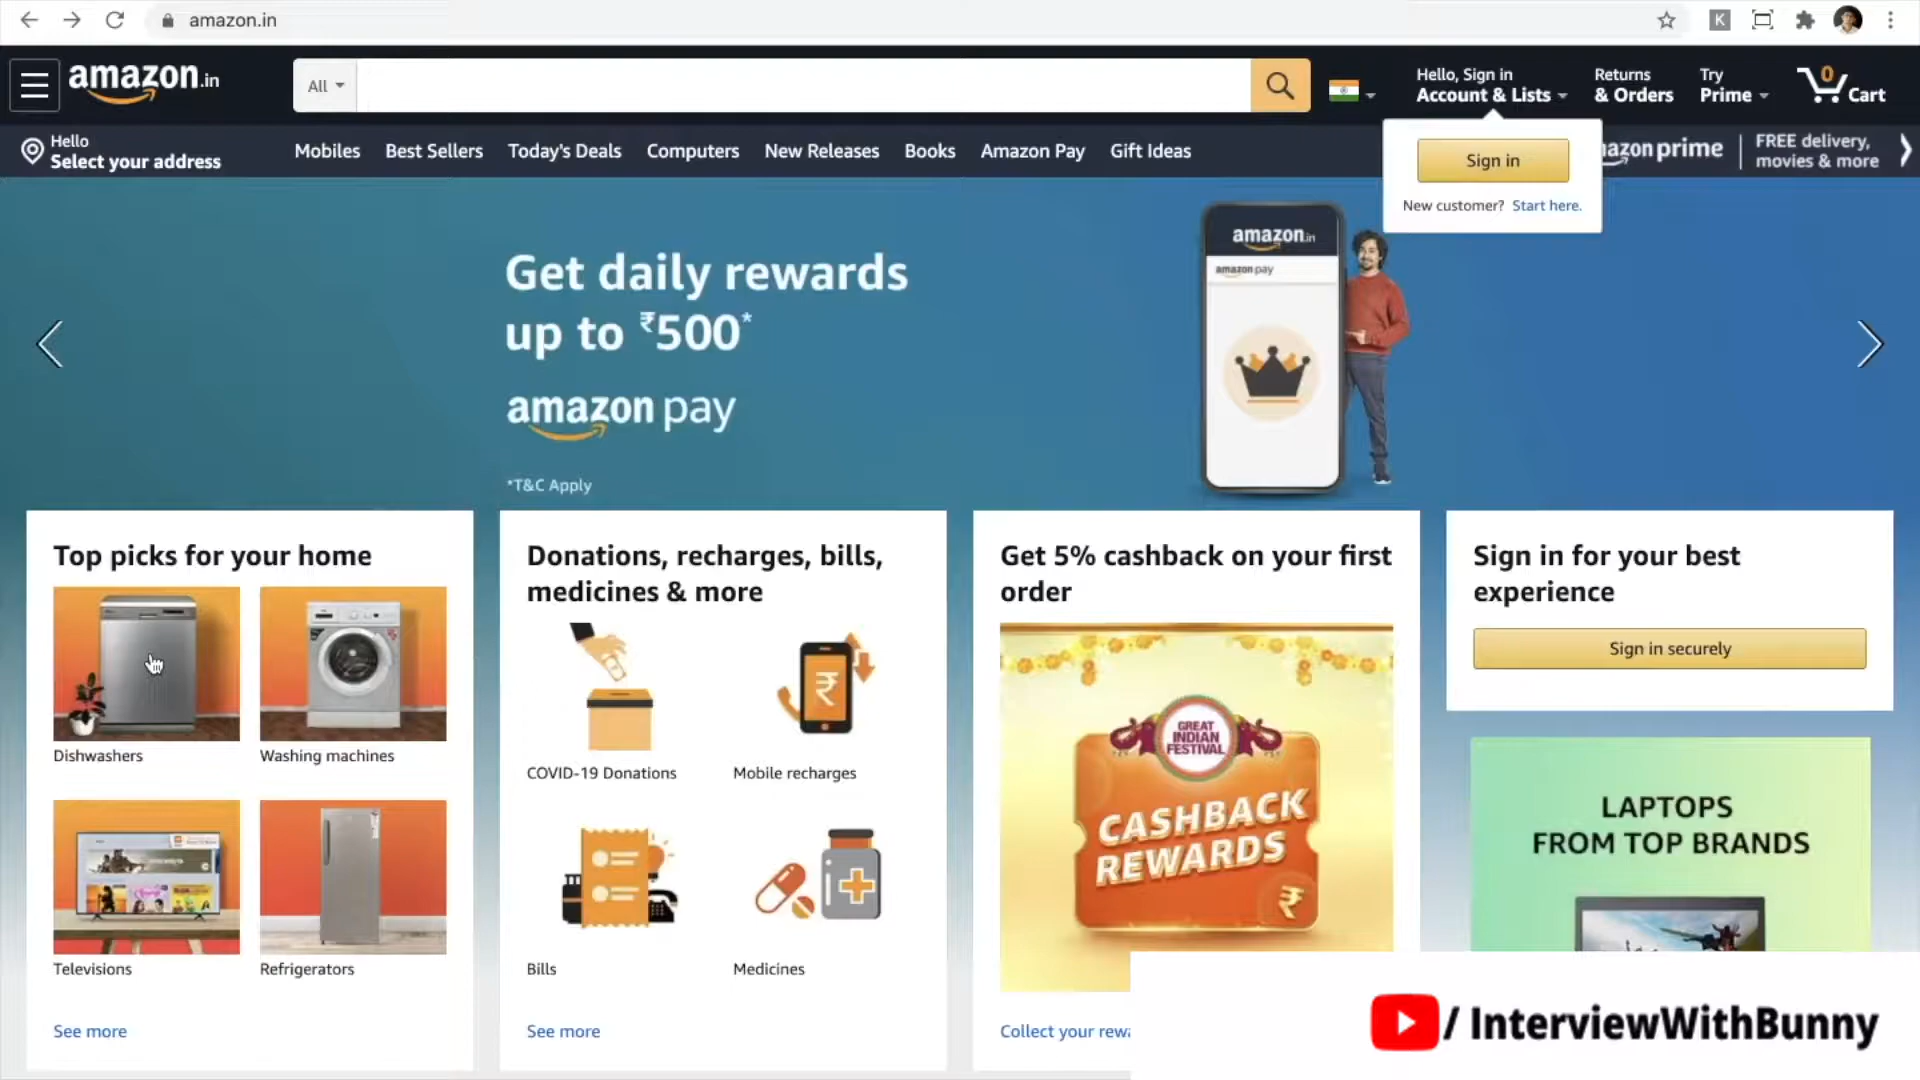 amazon.in
K
amazon.in
All
Hello, Sign in
Account & Lists
Returns
& Orders
Try
Prime
0
Cart
Hello
Select your address
Mobiles
Best Sellers
Today's Deals
Computers
New Releases
Books
Amazon Pay
Gift Ideas
Sign in
New customer? Start here.
prime
FREE delivery,
movies & more
Get daily rewards
up to ₹500*
amazon pay
*T&C Apply
amazon.in
amazon pay
Top picks for your home
Dishwashers
Washing machines
Televisions
Refrigerators
See more
Donations, recharges, bills,
medicines & more
₹
COVID-19 Donations
Mobile recharges
Bills
Medicines
See more
Get 5% cashback on your first
order
GREAT
INDIAN
FESTIVAL
CASHBACK
REWARDS
₹
Collect your
Sign in for your best
experience
Sign in securely
LAPTOPS
FROM TOP BRANDS
/ InterviewWithBunny